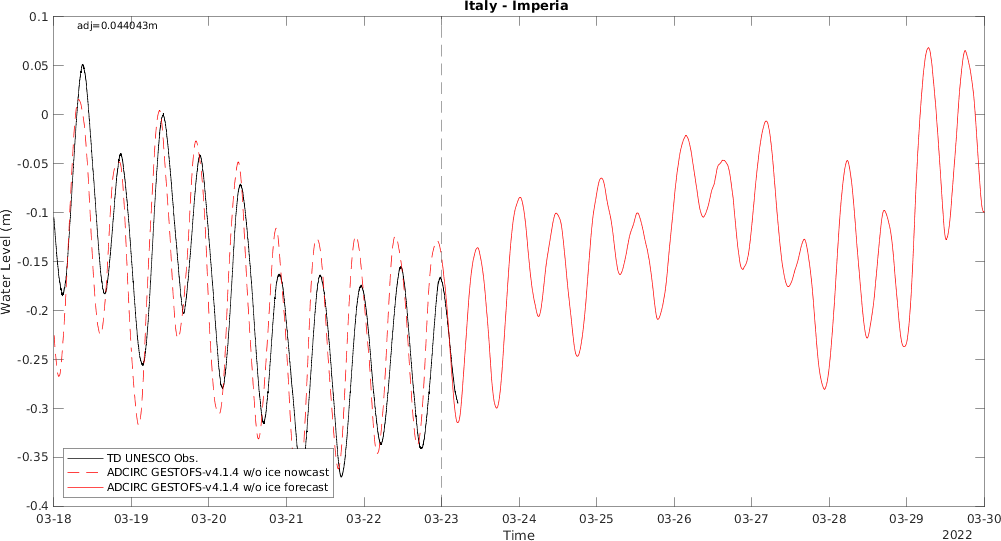 Italy - Imperia
adj=0.044043m
0.1
0.05
0
-0.05
-0.1
-0.15
-0.2
-0.25
-0.3
-0.35
-0.4
Water Level (m)
TD UNESCO Obs.
ADCIRC GESTOFS-v4.1.4 w/o ice nowcast
ADCIRC GESTOFS-v4.1.4 w/o ice forecast
03-18 03-19 03-20 03-21 03-22 03-23 03-24 03-25 03-26 03-27 03-28 03-29 03-30
Time
2022